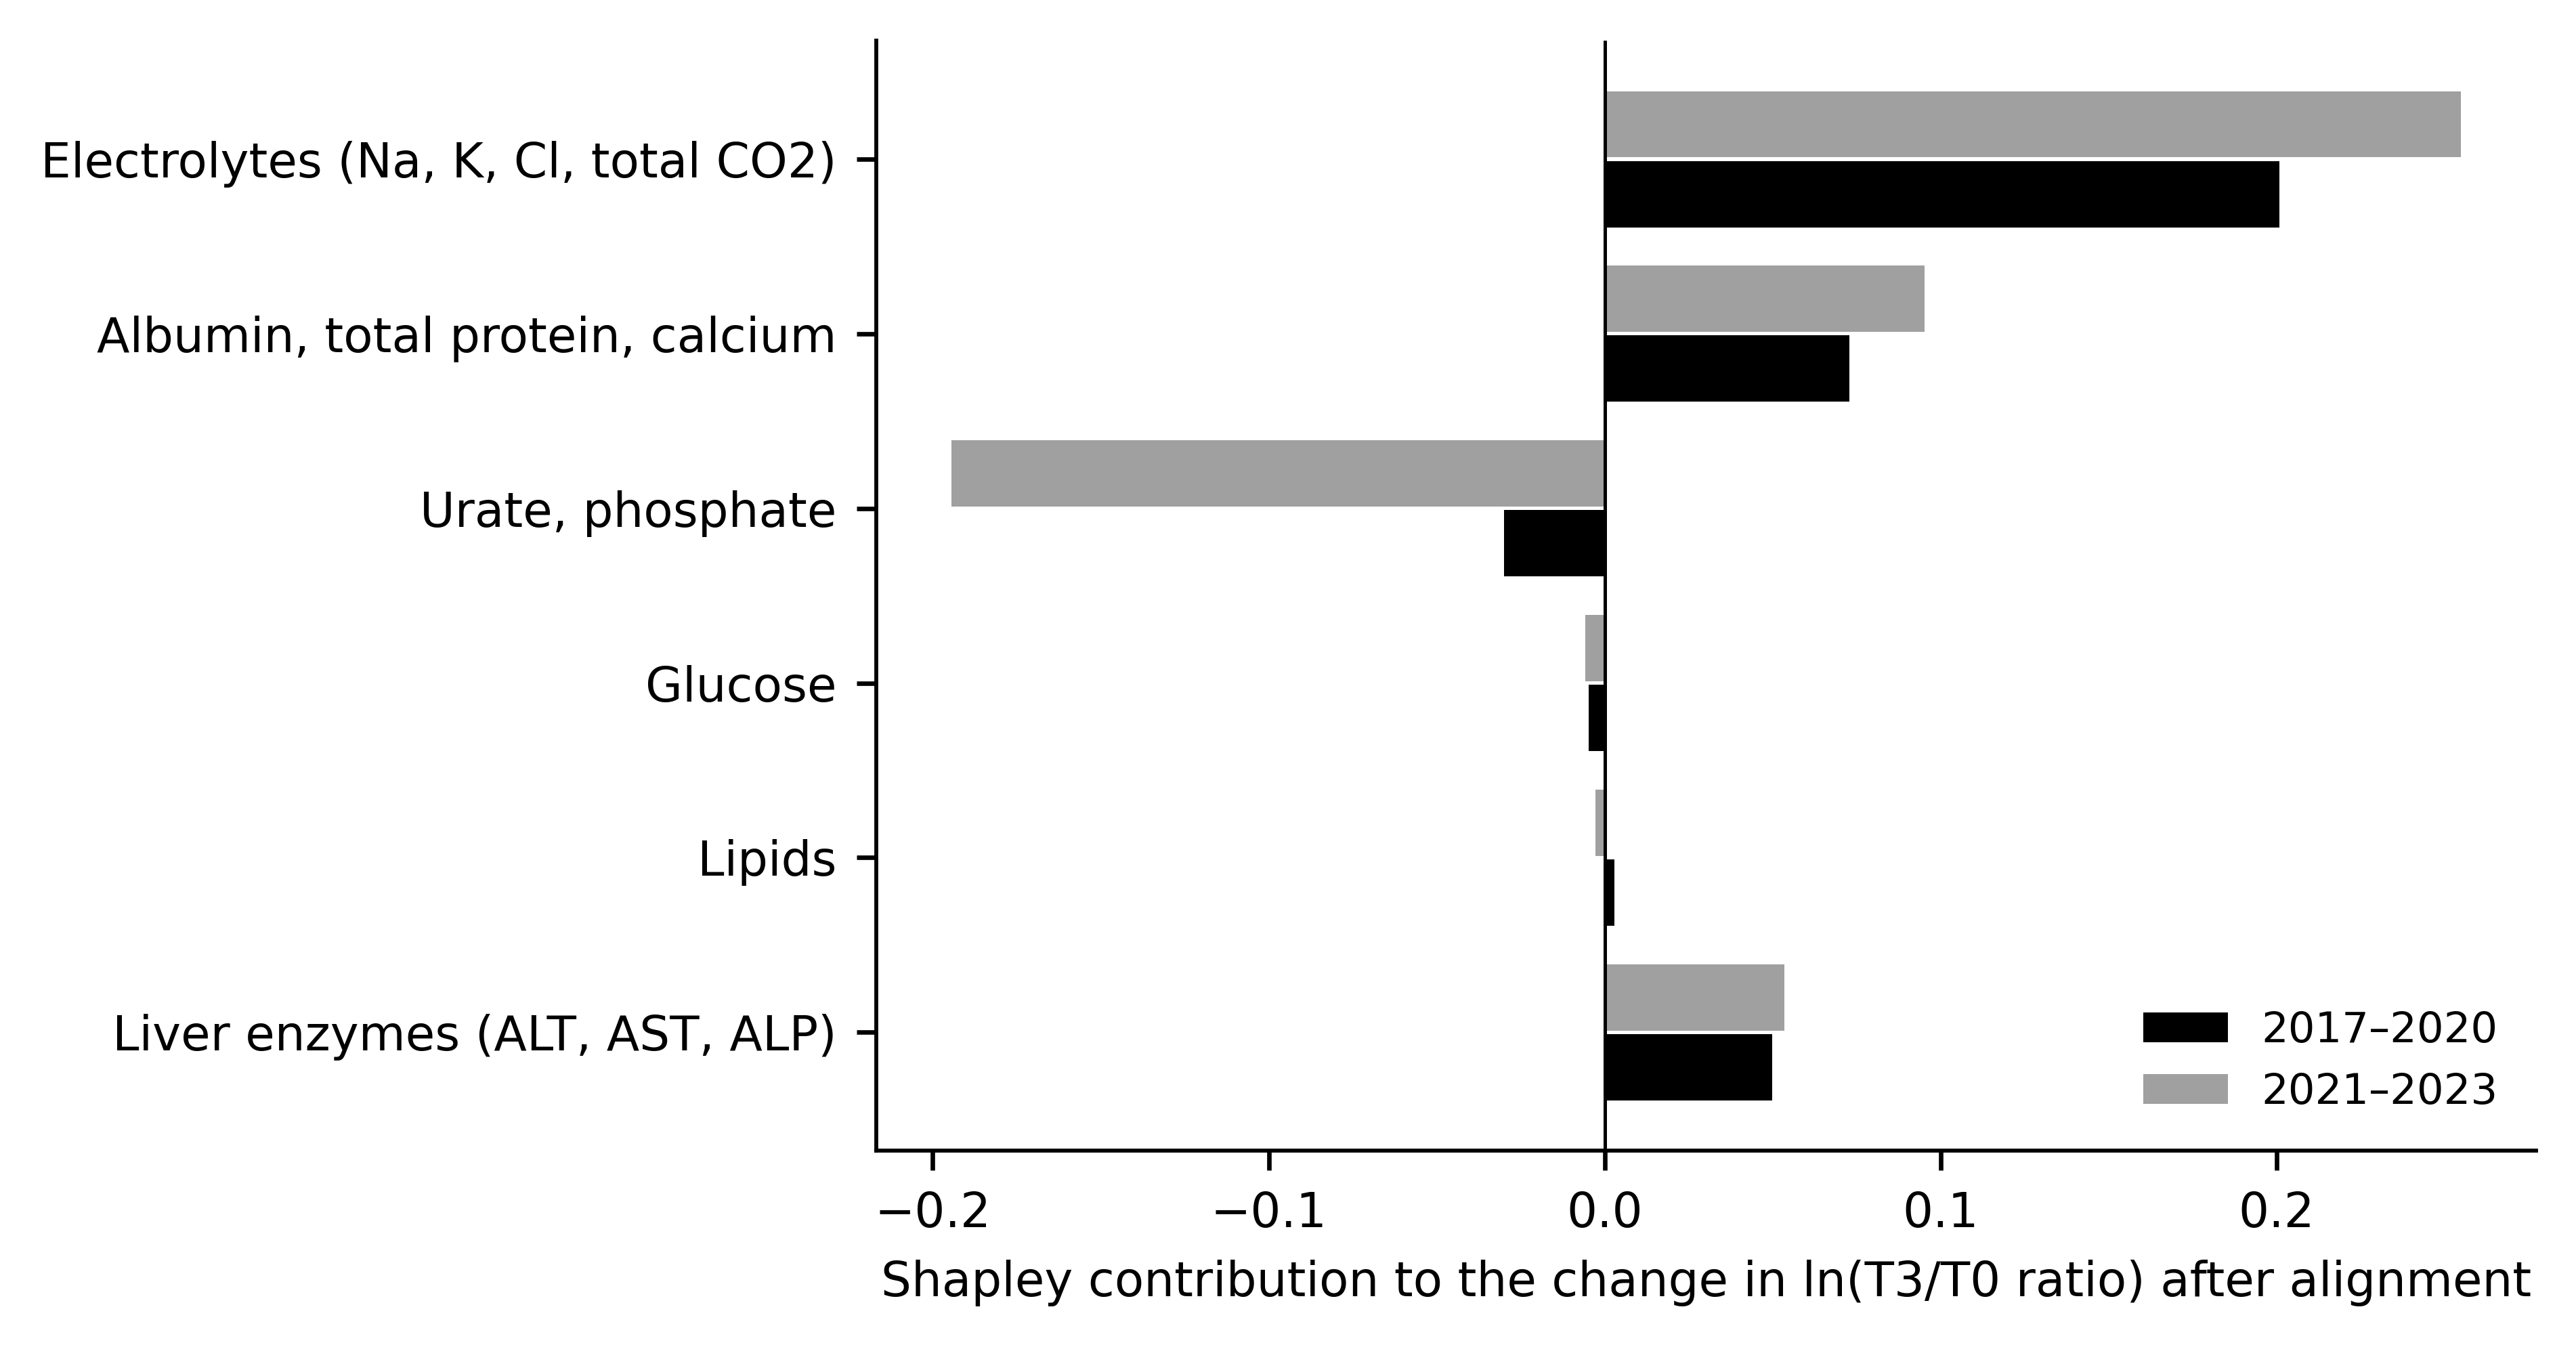 Electrolytes (Na, K, Cl, total CO2)
Albumin, total protein, calcium
Urate, phosphate
Glucose
Lipids
Liver enzymes (ALT, AST, ALP)
2017–2020
2021–2023
−0.2 −0.1 0.0 0.1 0.2
Shapley contribution to the change in ln(T3/T0 ratio) after alignment